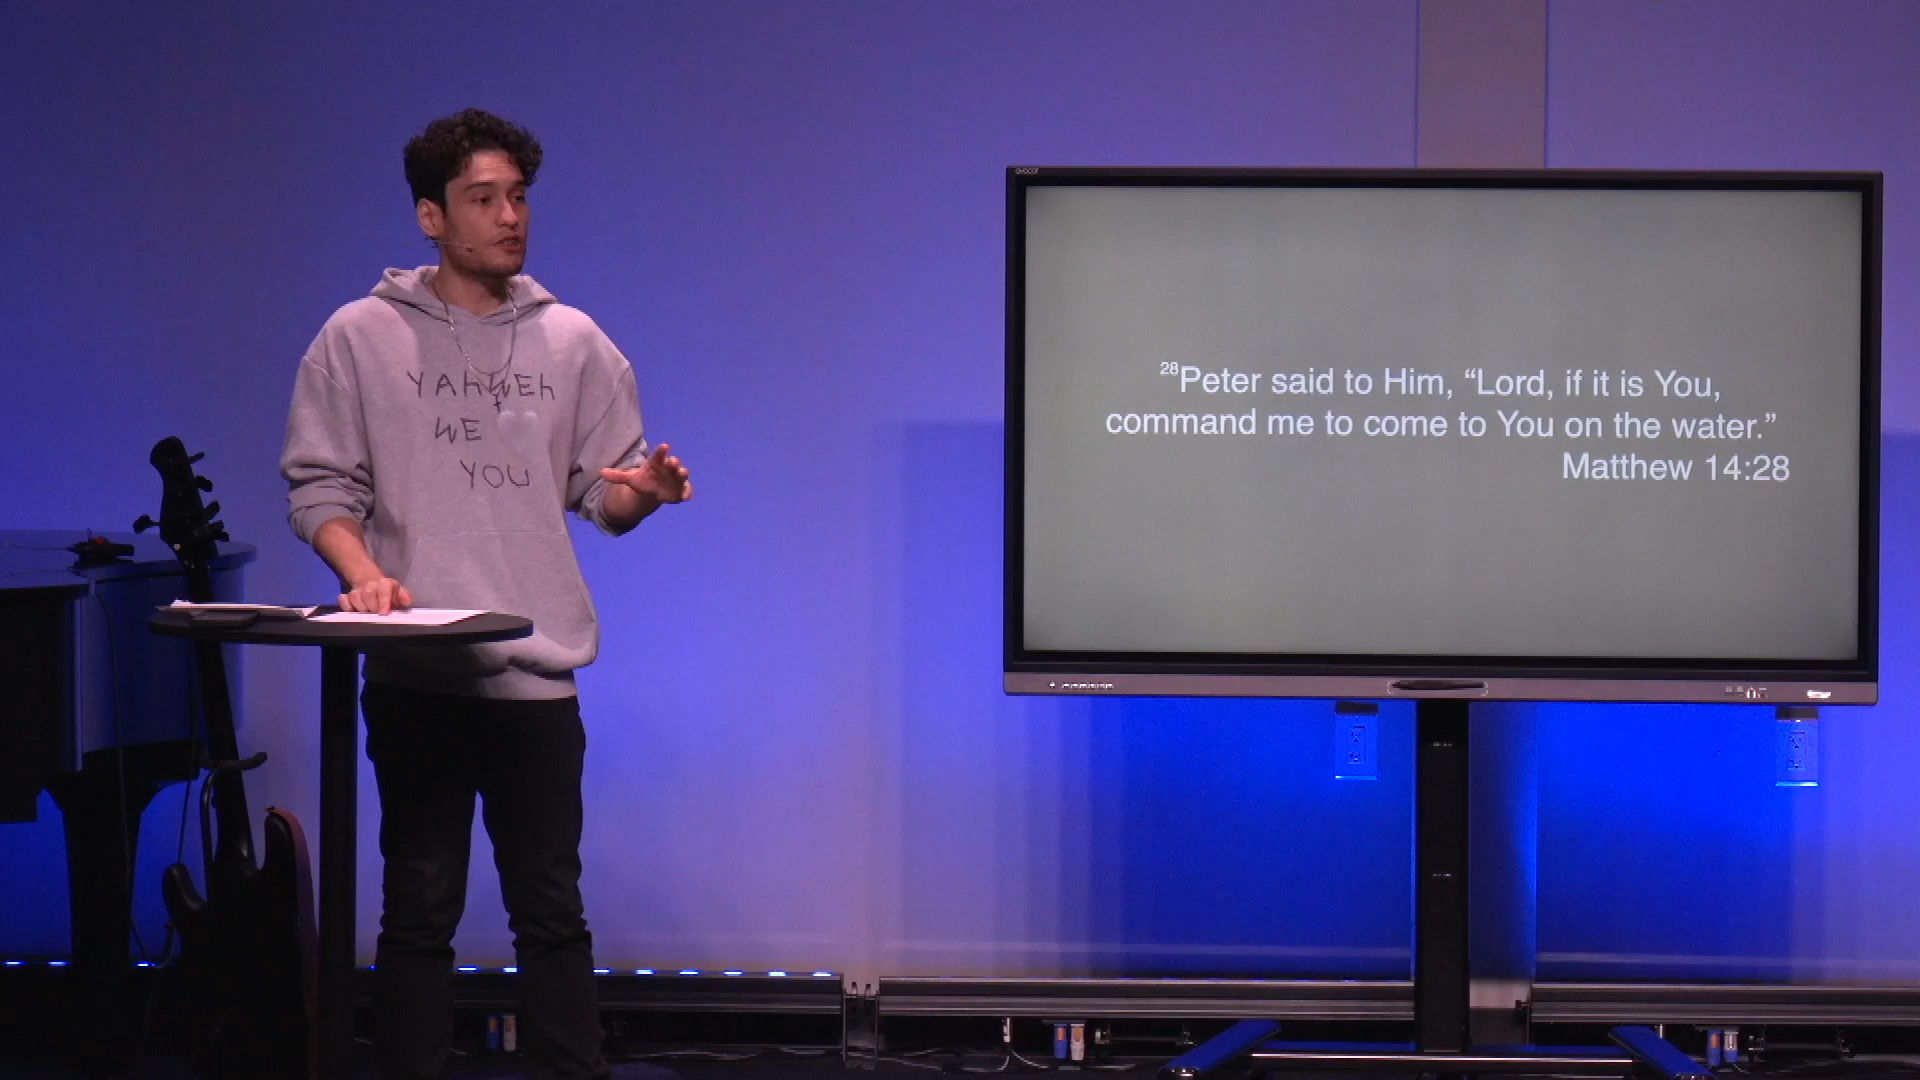 YAHWEH
WE
YOU
28Peter said to Him, “Lord, if it is You,
command me to come to You on the water.”
Matthew 14:28